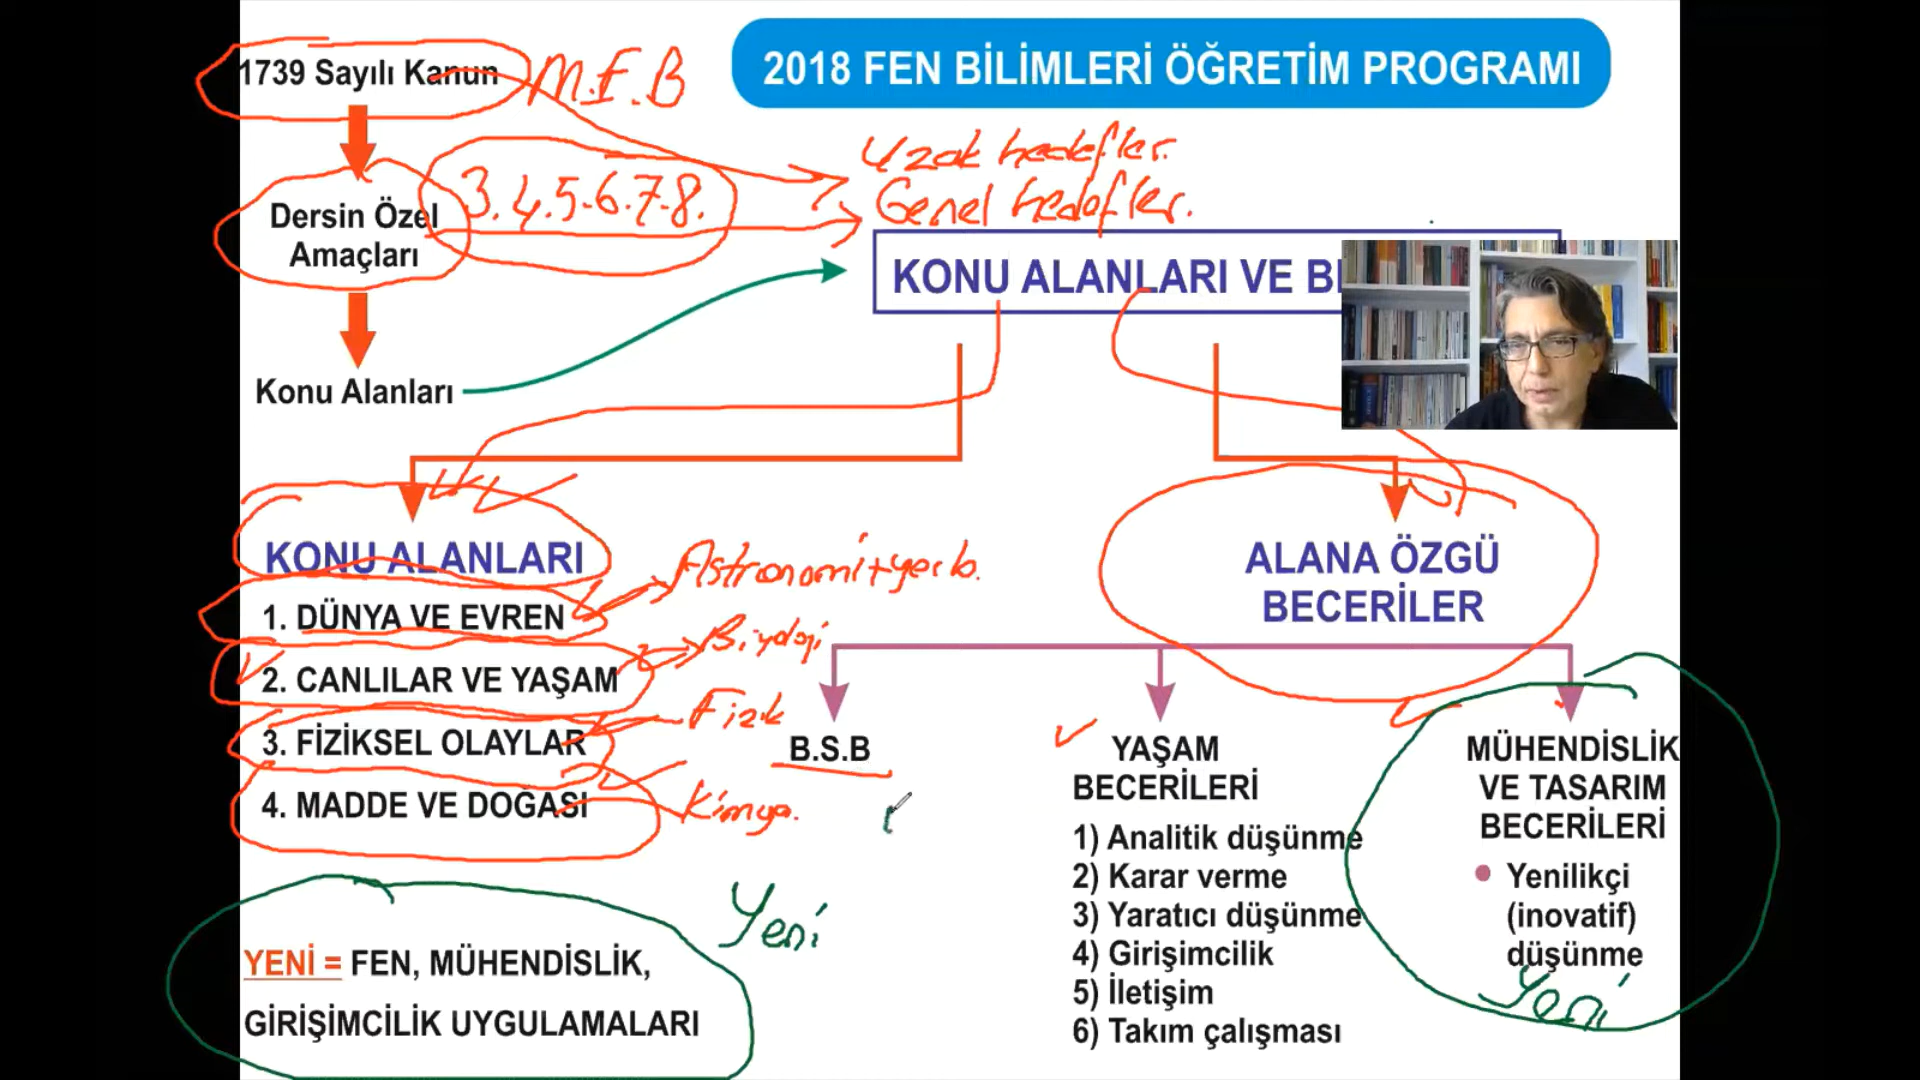 1739 Sayılı Kanun
M.E.B
2018 FEN BİLİMLERİ ÖĞRETİM PROGRAMI
Uzak hedefler.
Genel hedefler.
3.4.5.6.7.8.
Dersin Özel
Amaçları
KONU ALANLARI VE
Konu Alanları
KONU ALANLARI
1. DÜNYA VE EVREN
Astronomi+yer b.
2. CANLILAR VE YAŞAM
Biyoloji
3. FİZİKSEL OLAYLAR
Fizik
4. MADDE VE DOĞASI
Kimya.
YENİ = FEN, MÜHENDİSLİK,
GİRİŞİMCİLİK UYGULAMALARI
Yeni
ALANA ÖZGÜ
BECERİLER
B.S.B
YAŞAM
BECERİLERİ
1) Analitik düşünme
2) Karar verme
3) Yaratıcı düşünme
4) Girişimcilik
5) İletişim
6) Takım çalışması
MÜHENDİSLİK
VE TASARIM
BECERİLERİ
Yenilikçi
(inovatif)
düşünme
Yeni